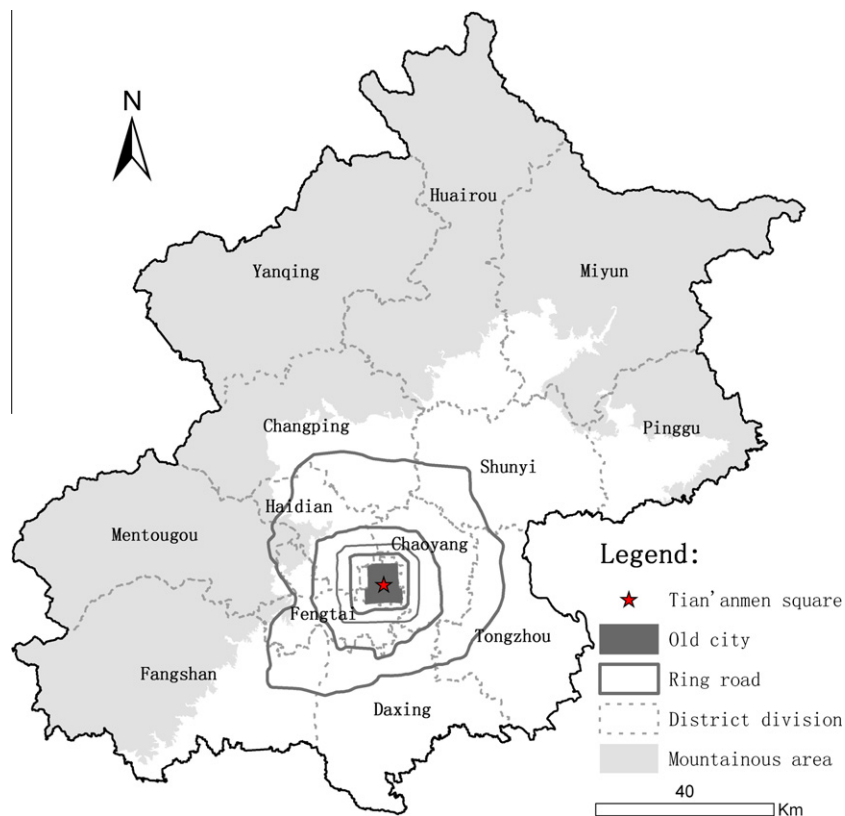 N
Huairou
Yanqing
Miyun
Changping
Pinggu
Shunyi
Haidian
Mentougou
Chaoyang
Fengtai
Tongzhou
Fangshan
Daxing
Legend:
Tian'anmen square
Old city
Ring road
District division
Mountainous area
40
Km